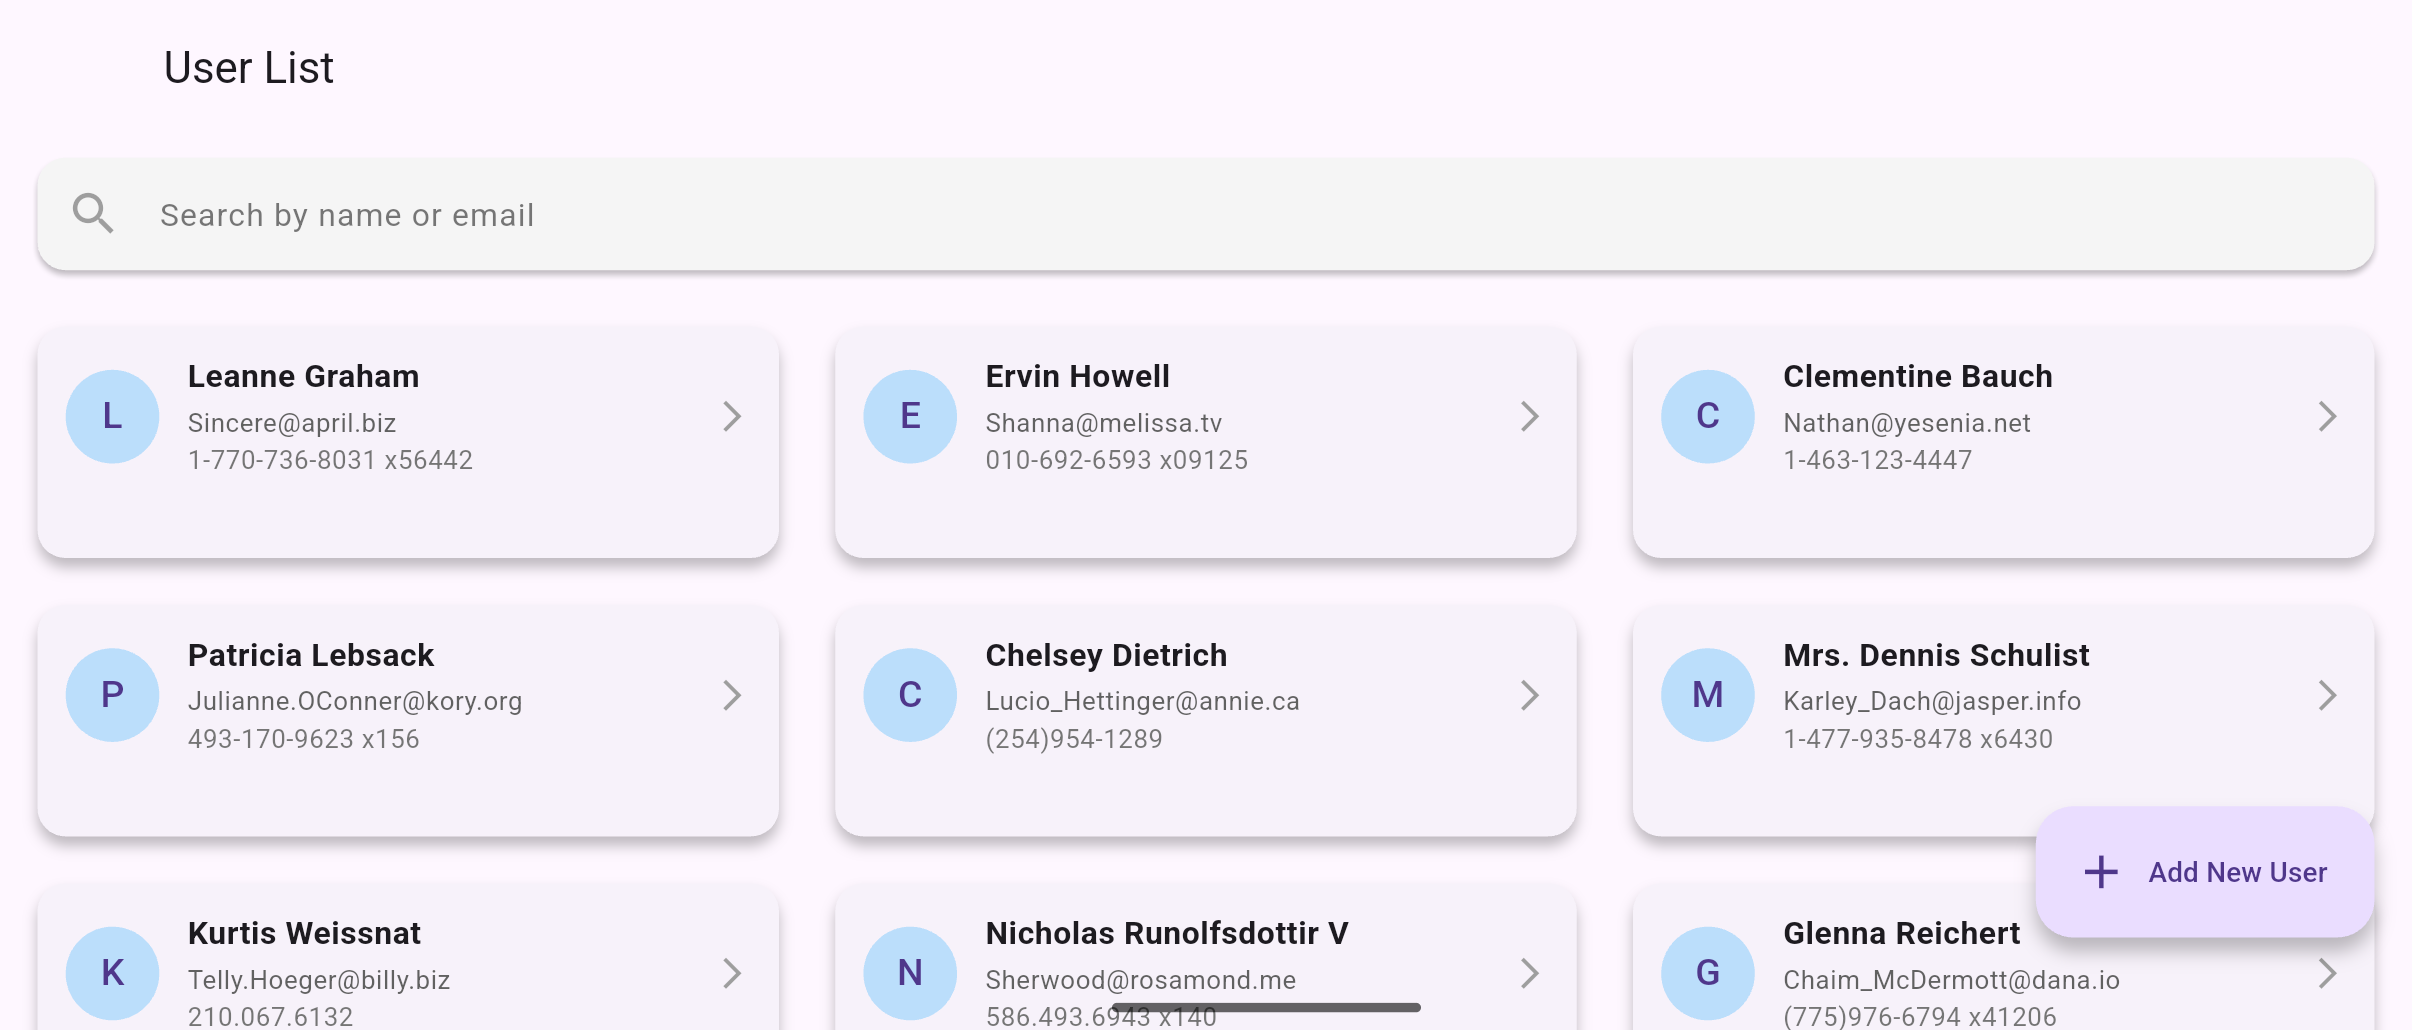 User List
Search by name or email
L
Leanne Graham
Sincere@april.biz
1-770-736-8031 x56442
E
Ervin Howell
Shanna@melissa.tv
010-692-6593 x09125
C
Clementine Bauch
Nathan@yesenia.net
1-463-123-4447
P
Patricia Lebsack
Julianne.OConner@kory.org
493-170-9623 x156
C
Chelsey Dietrich
Lucio_Hettinger@annie.ca
(254)954-1289
M
Mrs. Dennis Schulist
Karley_Dach@jasper.info
1-477-935-8478 x6430
Add New User
K
Kurtis Weissnat
Telly.Hoeger@billy.biz
210.067.6132
N
Nicholas Runolfsdottir V
Sherwood@rosamond.me
586.493.6943 x140
G
Glenna Reichert
Chaim_McDermott@dana.io
(775)976-6794 x41206